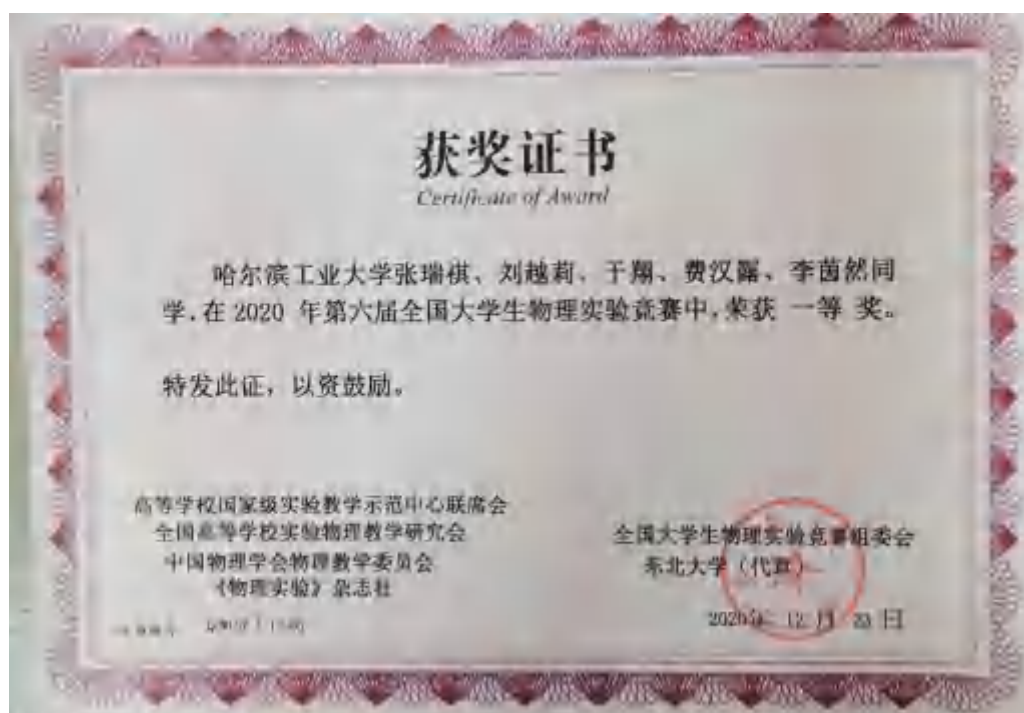 获奖证书
Certificate of Award
哈尔滨工业大学张瑞祺、刘越莉、于翔、费汉露、李茵然同
学,在 2020 年第六届全国大学生物理实验竞赛中,荣获 一等 奖。
特发此证，以资鼓励。
高等学校国家级实验教学示范中心联席会
全国高等学校实验物理教学研究会
中国物理学会物理教学委员会
《物理实验》杂志社
全国大学生物理实验竞赛组委会
东北大学（代章）
2020年 12 月 日